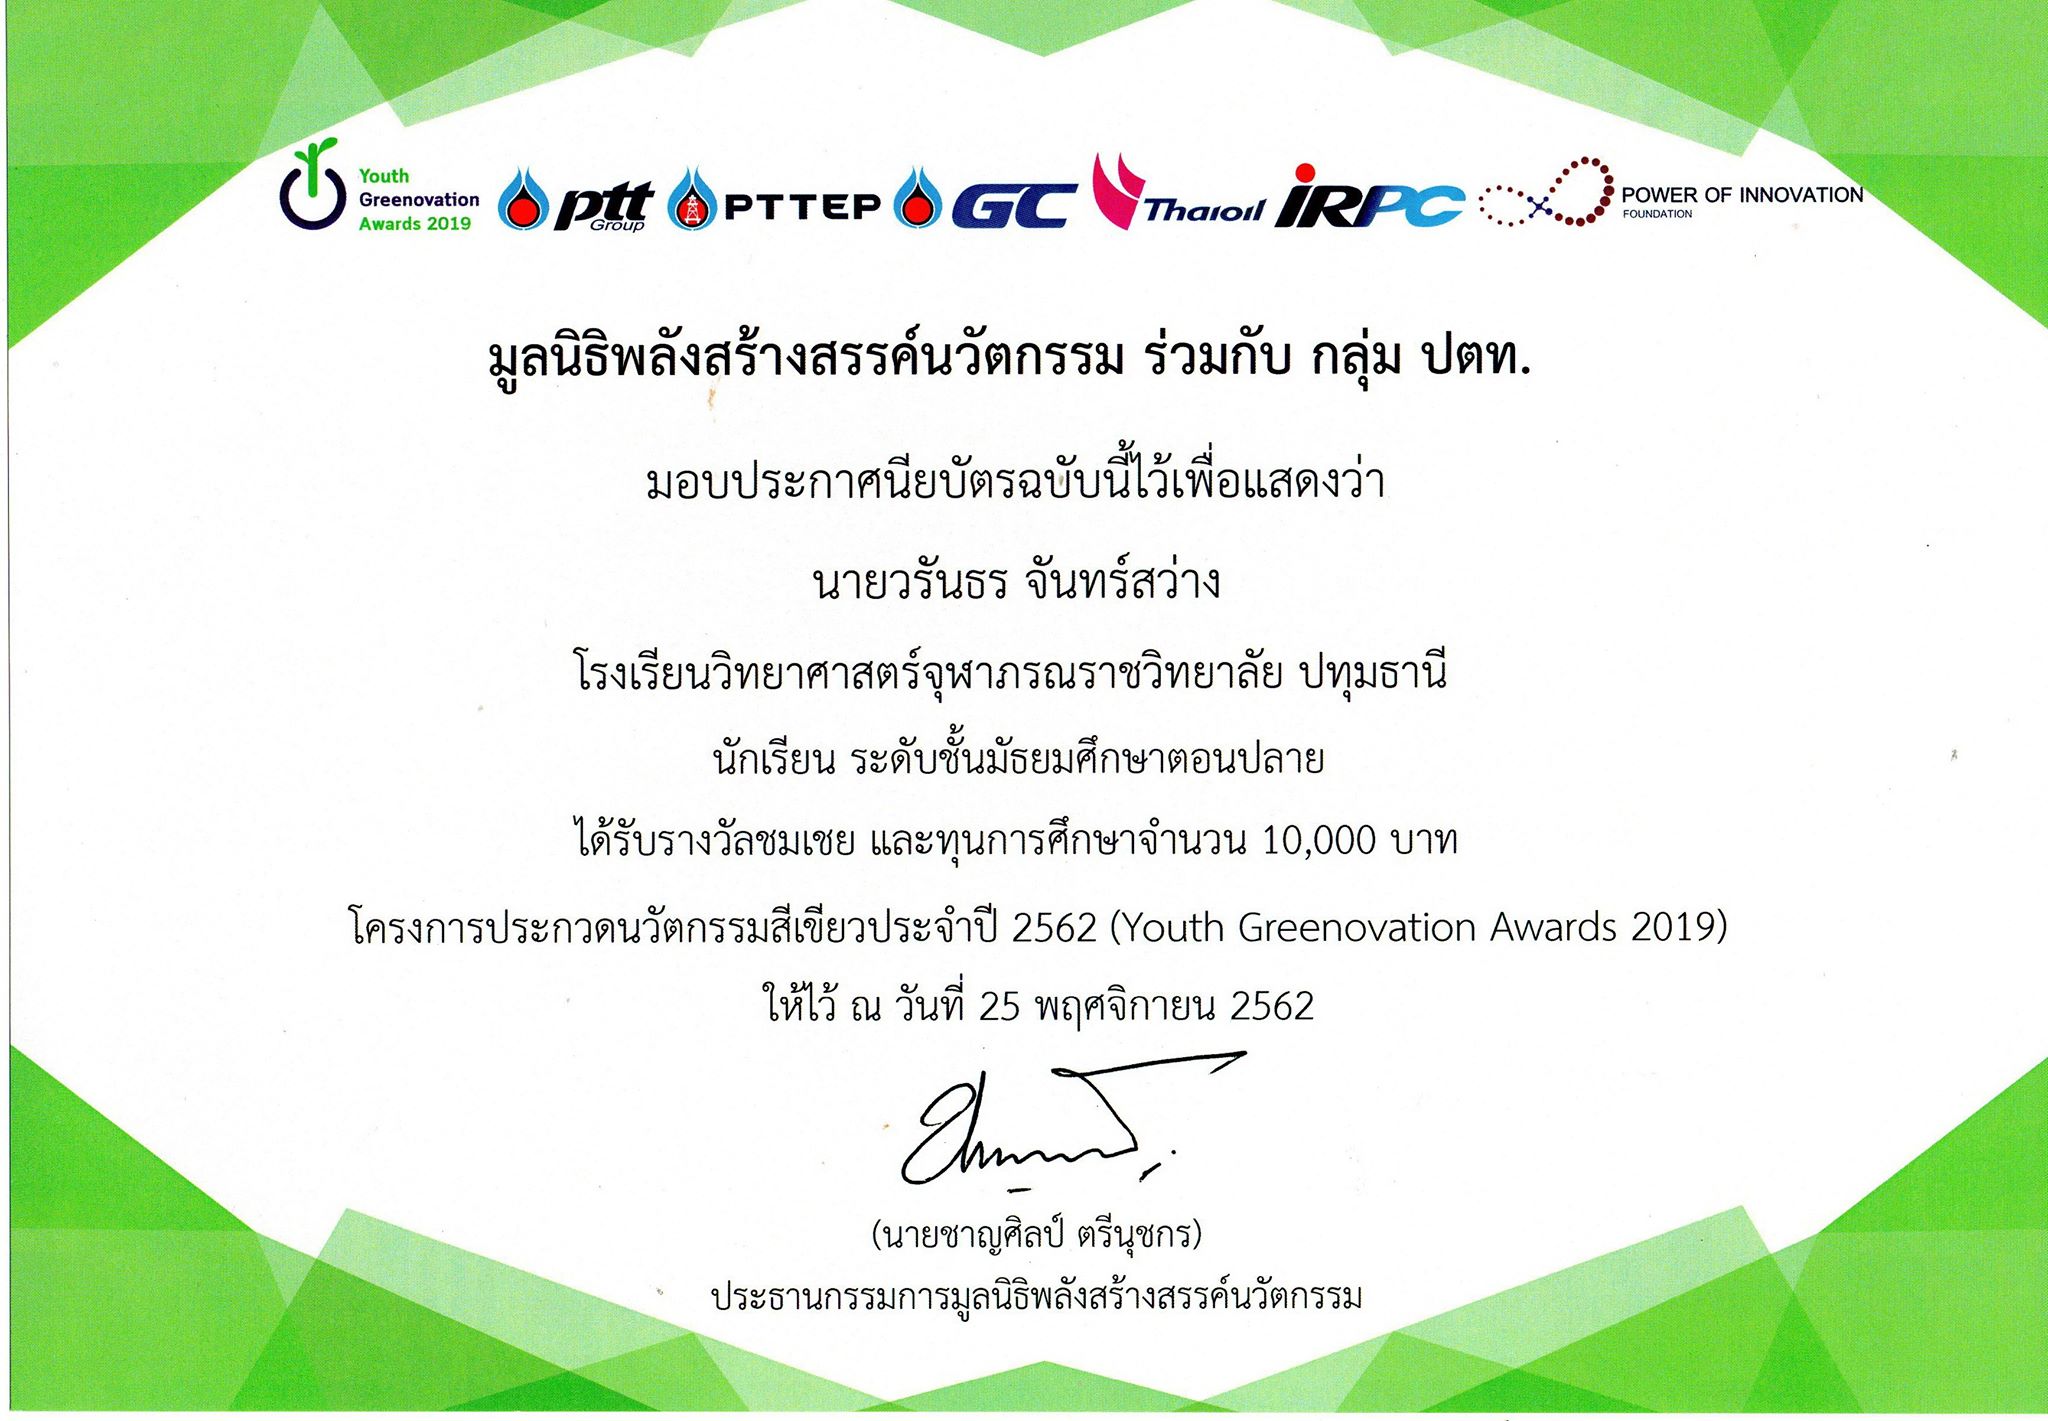 Youth
Greenovation
Awards 2019
ptt
Group
PTTEP
GC
Thaioil
IRPC
POWER OF INNOVATION
FOUNDATION
มูลนิธิพลังสร้างสรรค์นวัตกรรม ร่วมกับ กลุ่ม ปตท.
มอบประกาศนียบัตรฉบับนี้ไว้เพื่อแสดงว่า
นายวรันธร จันทร์สว่าง
โรงเรียนวิทยาศาสตร์จุฬาภรณราชวิทยาลัย ปทุมธานี
นักเรียน ระดับชั้นมัธยมศึกษาตอนปลาย
ได้รับรางวัลชมเชย และทุนการศึกษาจำนวน 10,000 บาท
โครงการประกวดนวัตกรรมสีเขียวประจำปี 2562 (Youth Greenovation Awards 2019)
ให้ไว้ ณ วันที่ 25 พฤศจิกายน 2562
(นายชาญศิลป์ ตรีนุชกร)
ประธานกรรมการมูลนิธิพลังสร้างสรรค์นวัตกรรม